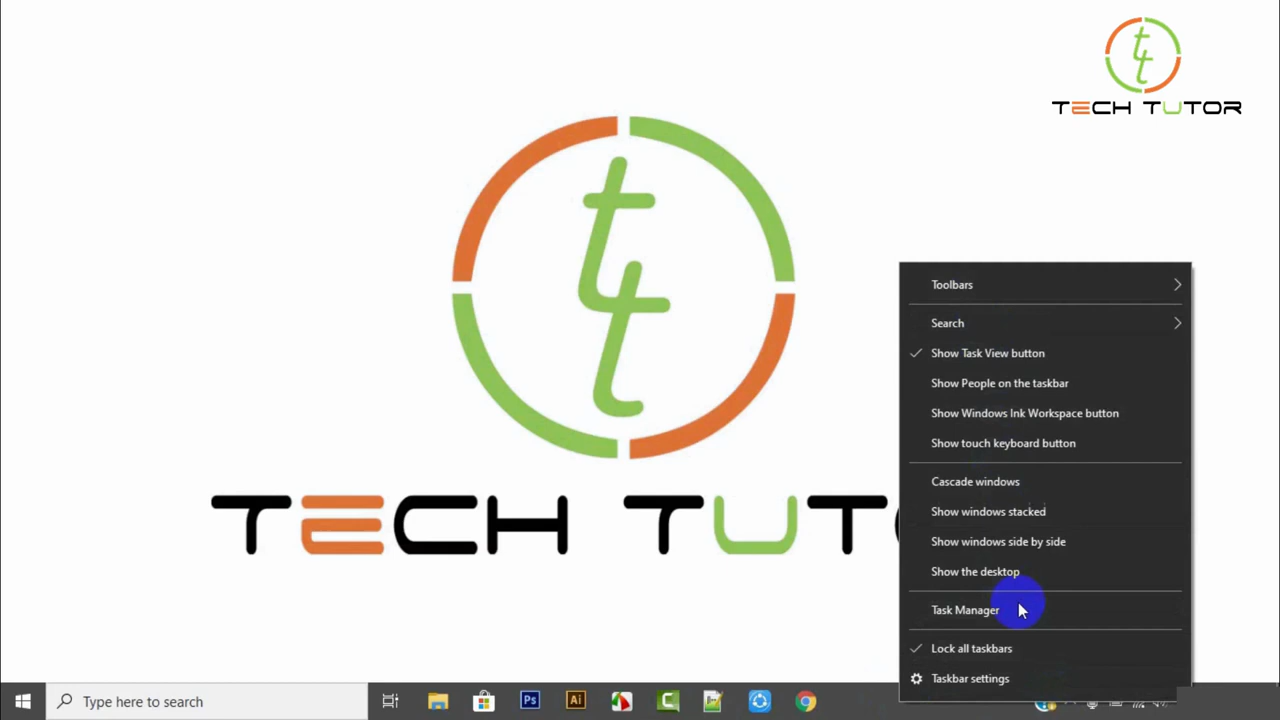 TECH TUTOR
tt
TECH TUTO
Toolbars
Search
Show Task View button
Show People on the taskbar
Show Windows Ink Workspace button
Show touch keyboard button
Cascade windows
Show windows stacked
Show windows side by side
Show the desktop
Task Manager
Lock all taskbars
Taskbar settings
Type here to search
Ps
Ai
C